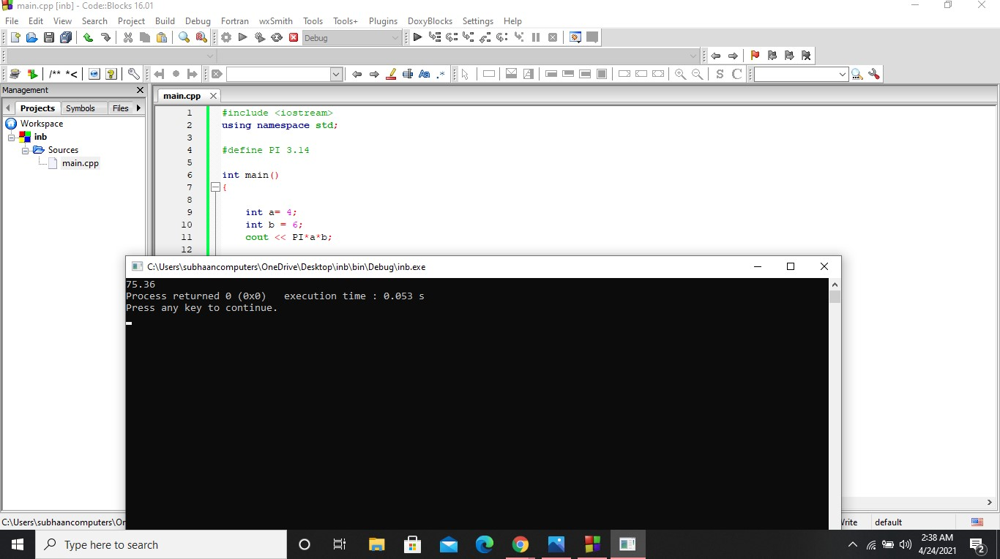 main.cpp [inb] - Code::Blocks 16.01
File Edit View Search Project Build Debug Fortran wxSmith Tools Tools+ Plugins DoxyBlocks Settings Help
Debug
/** *<
Aa .*
S C
Management
Projects Symbols Files
main.cpp
Workspace
inb
Sources
main.cpp
1 #include <iostream>
2 using namespace std;
3
4 #define PI 3.14
5
6 int main()
7 {
8
9 int a= 4;
10 int b = 6;
11 cout << PI*a*b;
12
C:\Users\subhaancomputers\OneDrive\Desktop\inb\bin\Debug\inb.exe
75.36
Process returned 0 (0x0)   execution time : 0.053 s
Press any key to continue.
C:\Users\subhaancomputers\Or
Write default
Type here to search
2:38 AM
4/24/2021
2